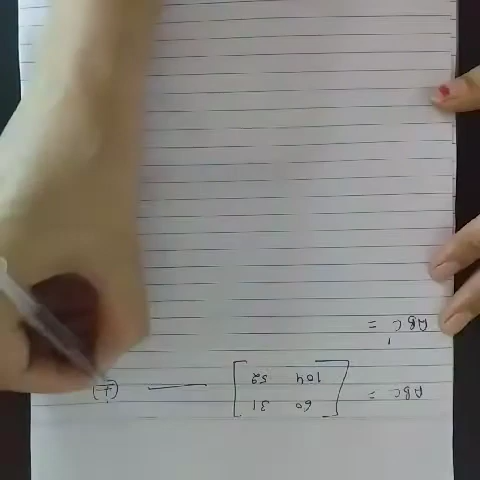 ABC = [60 31
104 52] —
ABC' =